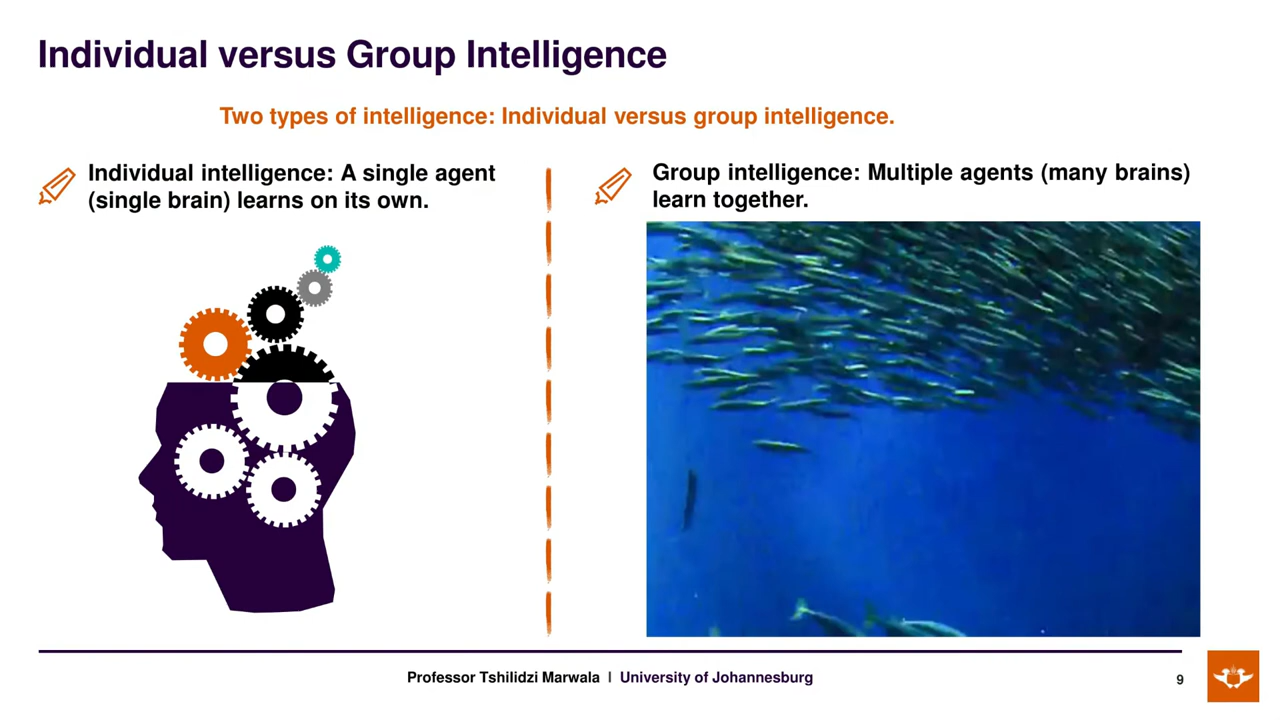 Individual versus Group Intelligence
Two types of intelligence: Individual versus group intelligence.
Individual intelligence: A single agent
(single brain) learns on its own.
Group intelligence: Multiple agents (many brains)
learn together.
Professor Tshilidzi Marwala I University of Johannesburg
9